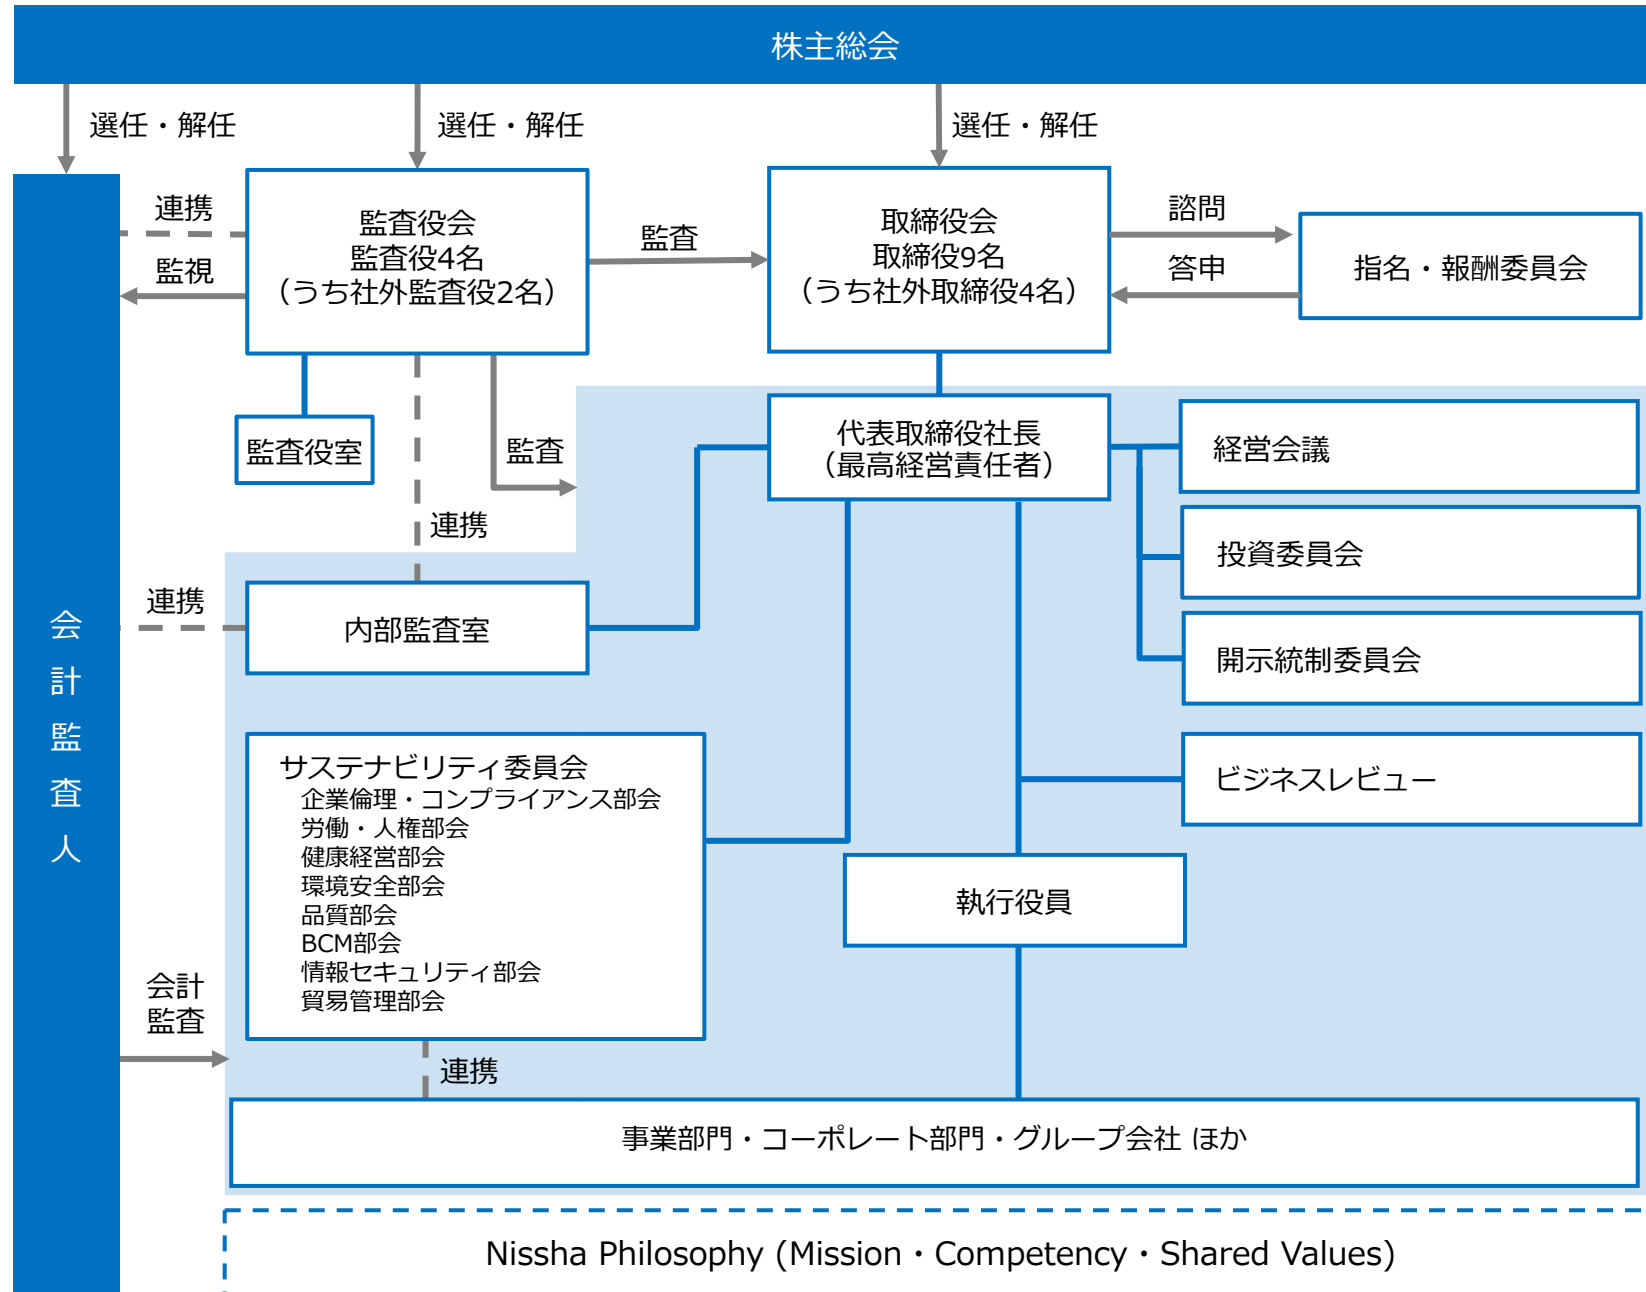 株主総会
選任・解任
選任・解任
選任・解任
監査役会
監査役4名
（うち社外監査役2名）
取締役会
取締役9名
（うち社外取締役4名）
指名・報酬委員会
連携
監視
監査
諮問
答申
監査役室
監査
連携
代表取締役社長
（最高経営責任者）
経営会議
投資委員会
開示統制委員会
連携
内部監査室
会計監査人
サステナビリティ委員会
企業倫理・コンプライアンス部会
労働・人権部会
健康経営部会
環境安全部会
品質部会
BCM部会
情報セキュリティ部会
貿易管理部会
ビジネスレビュー
執行役員
会計
監査
連携
事業部門・コーポレート部門・グループ会社 ほか
Nissha Philosophy (Mission・Competency・Shared Values)